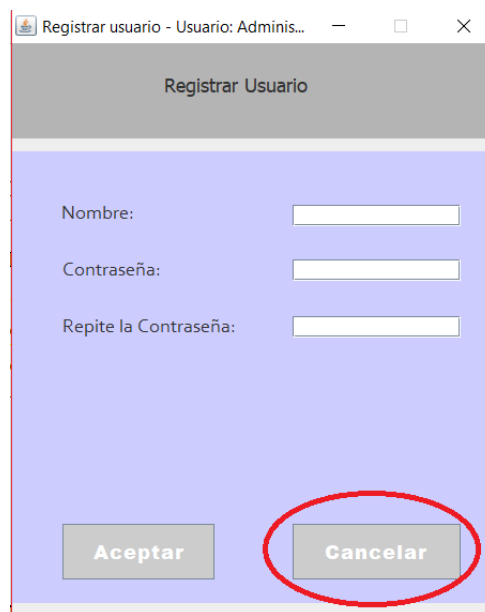 Registrar usuario - Usuario: Adminis...
Registrar Usuario
Nombre:
Contraseña:
Repite la Contraseña:
Aceptar Cancelar